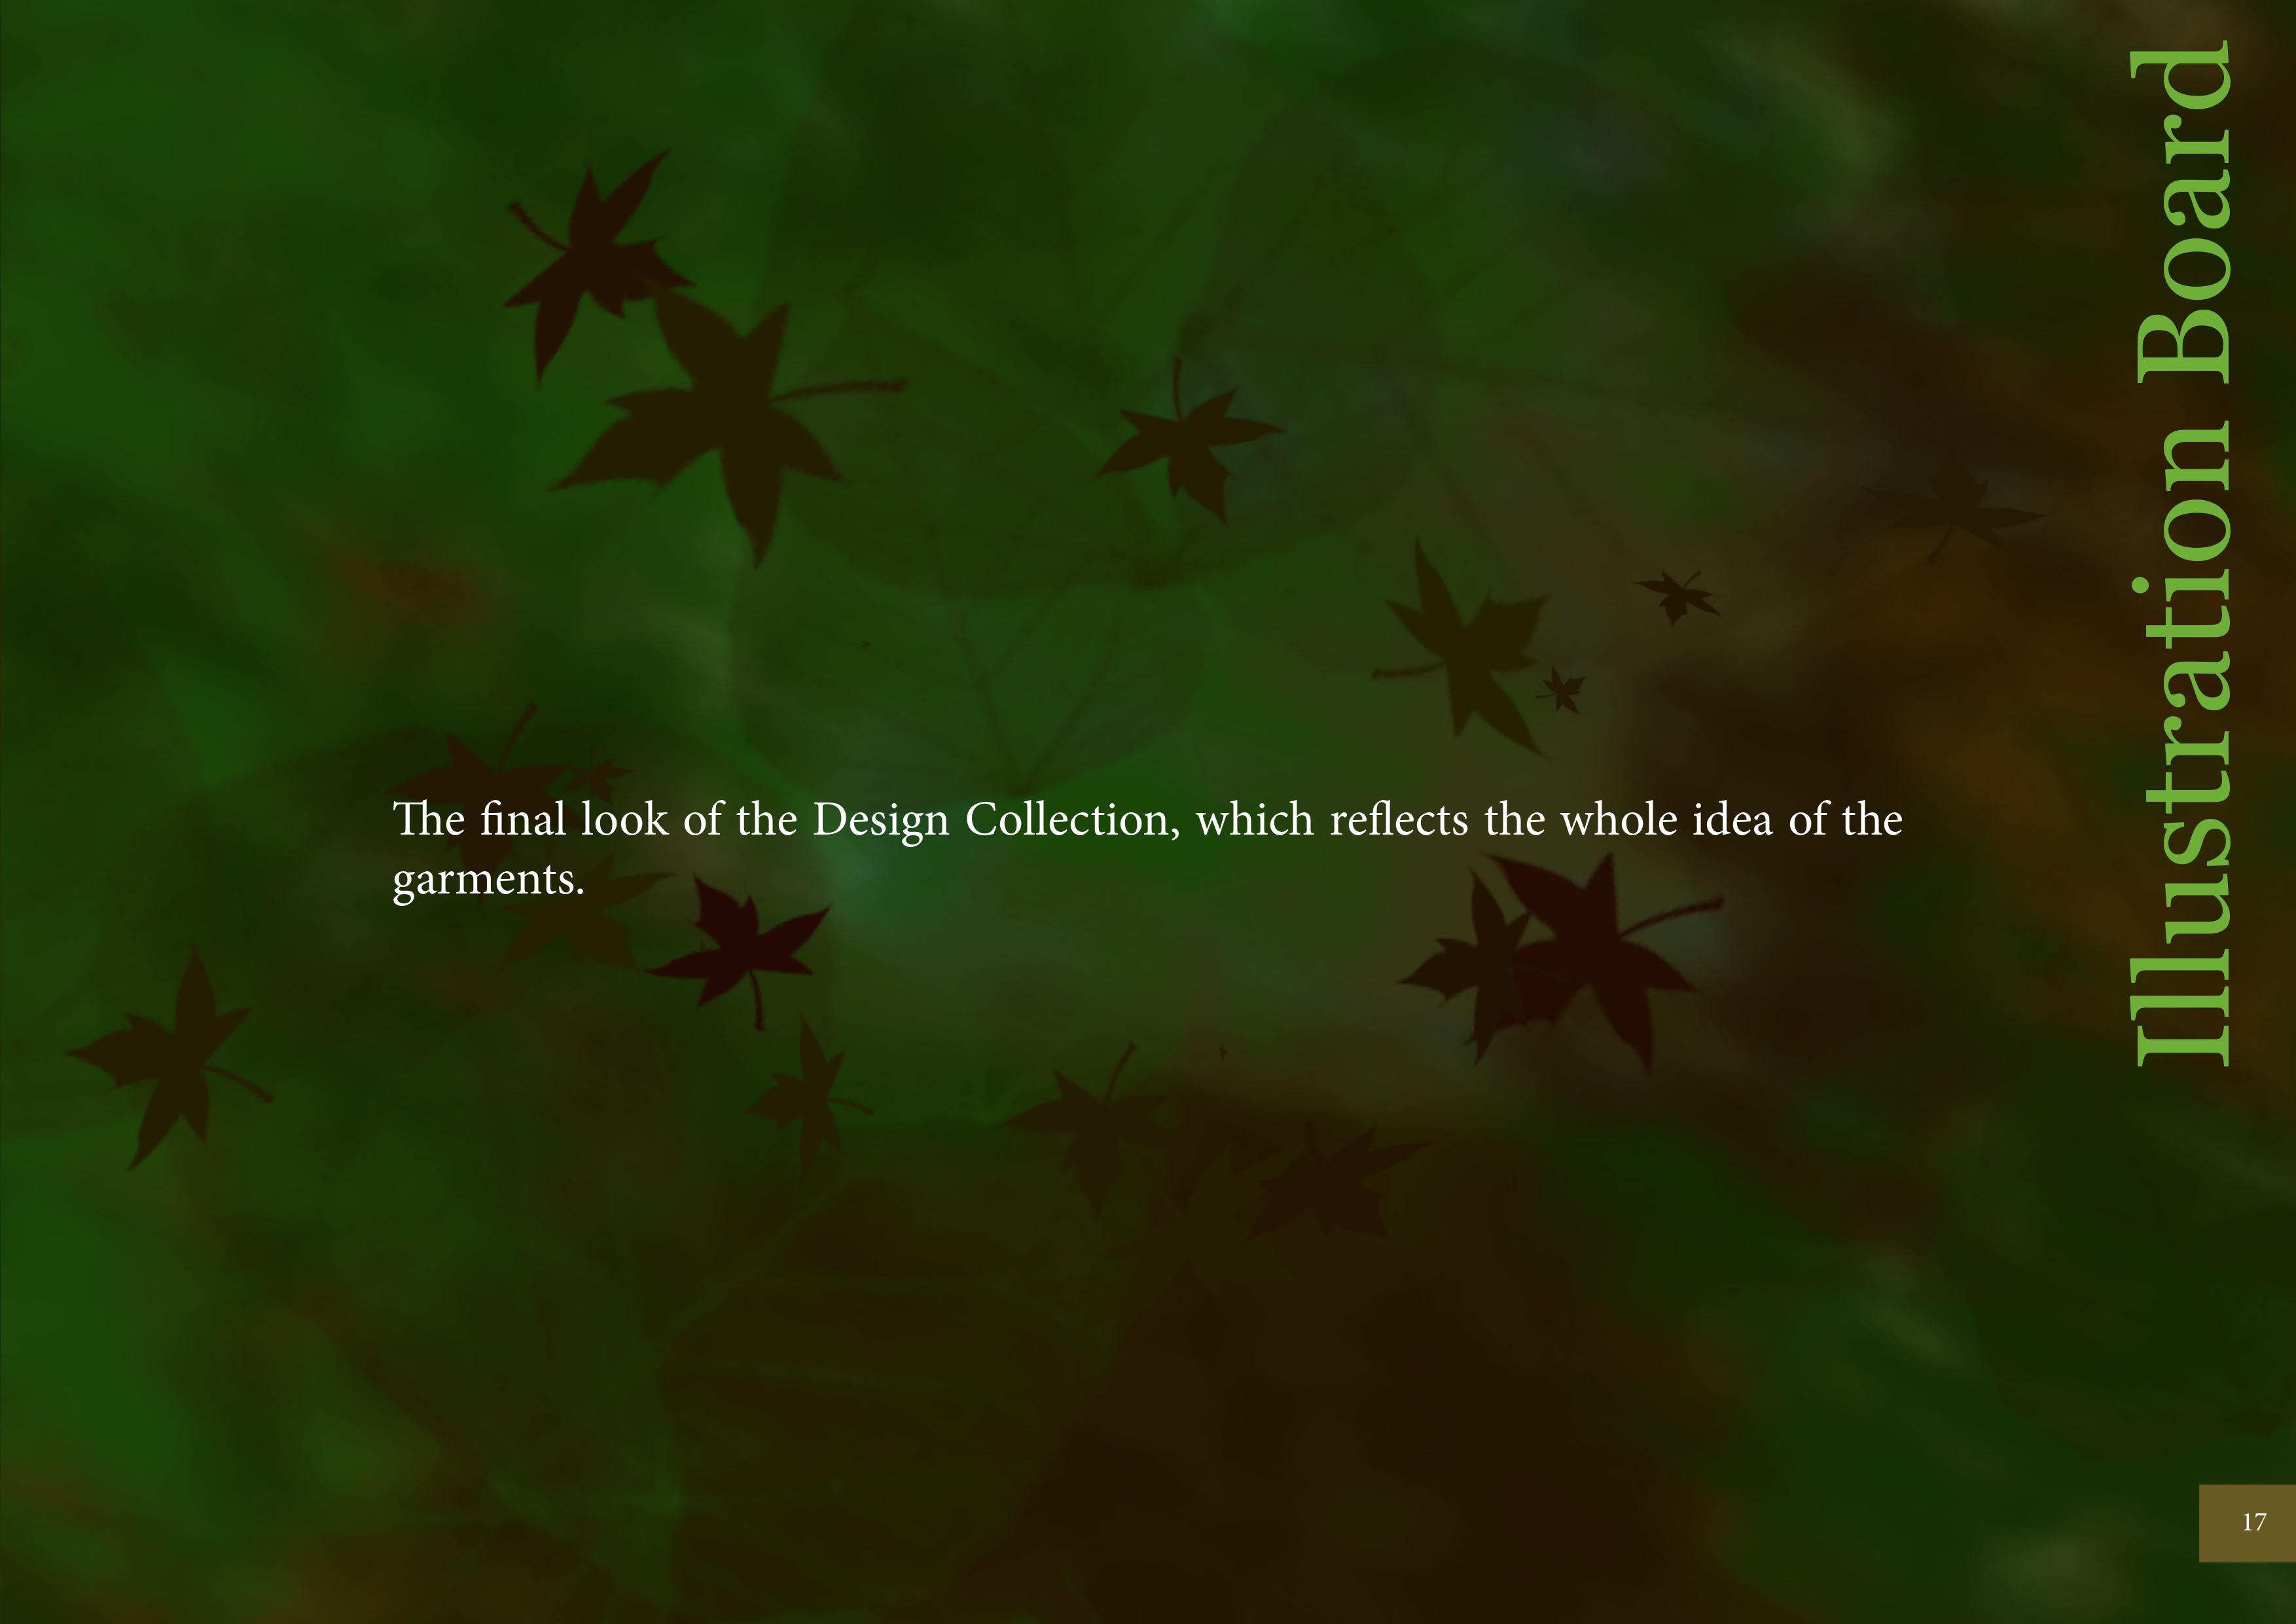 Illustration Board
The final look of the Design Collection, which reflects the whole idea of the
garments.
17